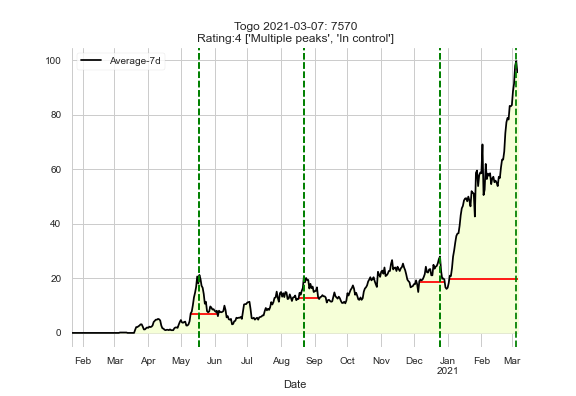 Togo 2021-03-07: 7570
Rating:4 ['Multiple peaks', 'In control']
Average-7d
100
80
60
40
20
0
Feb Mar Apr May Jun Jul Aug Sep Oct Nov Dec Jan Feb Mar
2021
Date